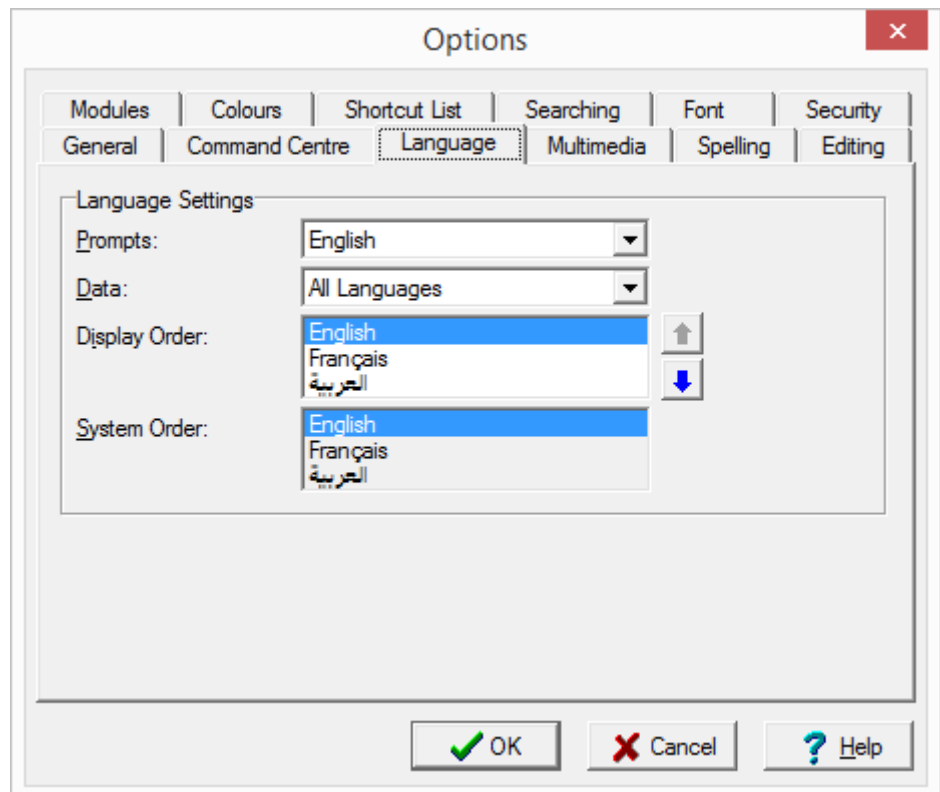 Options
Modules Colours Shortcut List Searching Font Security
General Command Centre Language Multimedia Spelling Editing
Language Settings
Prompts: English
Data: All Languages
Display Order: English
Français
العربية
System Order: English
Français
العربية
OK Cancel Help